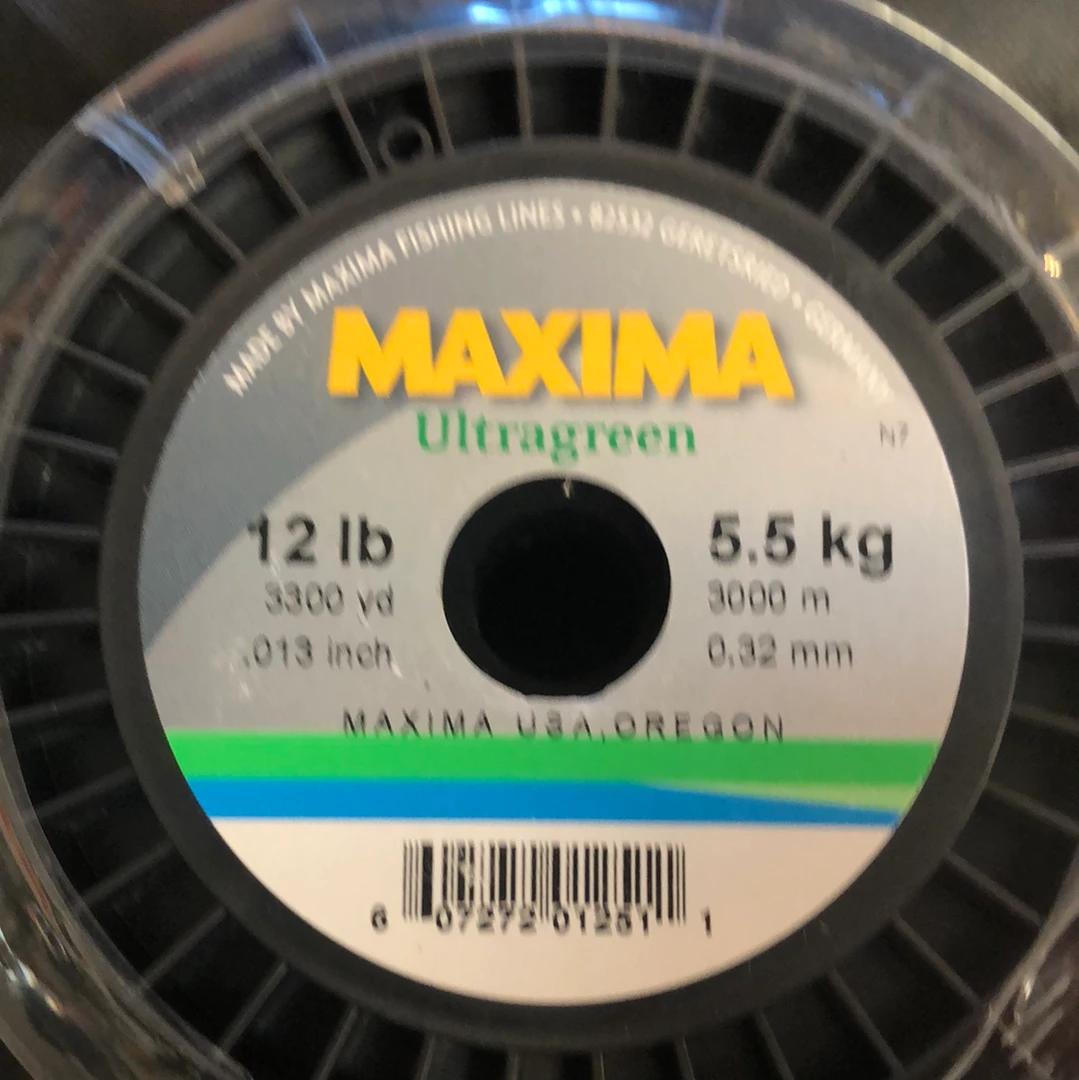 MADE BY MAXIMA FISHING LINES • 82532 GERETSRIED • GERMANY
MAXIMA
Ultragreen
N7
12 lb
3300 yd
.013 inch
5.5 kg
3000 m
0,32 mm
MAXIMA USA, OREGON
6 07272 01251 1